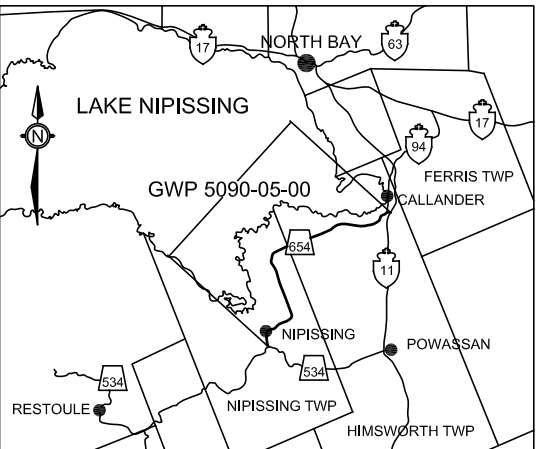 17
NORTH BAY
63
LAKE NIPISSING
17
N
94
FERRIS TWP
GWP 5090-05-00
CALLANDER
654
11
NIPISSING
POWASSAN
534
534
RESTOULE
NIPISSING TWP
HIMSWORTH TWP